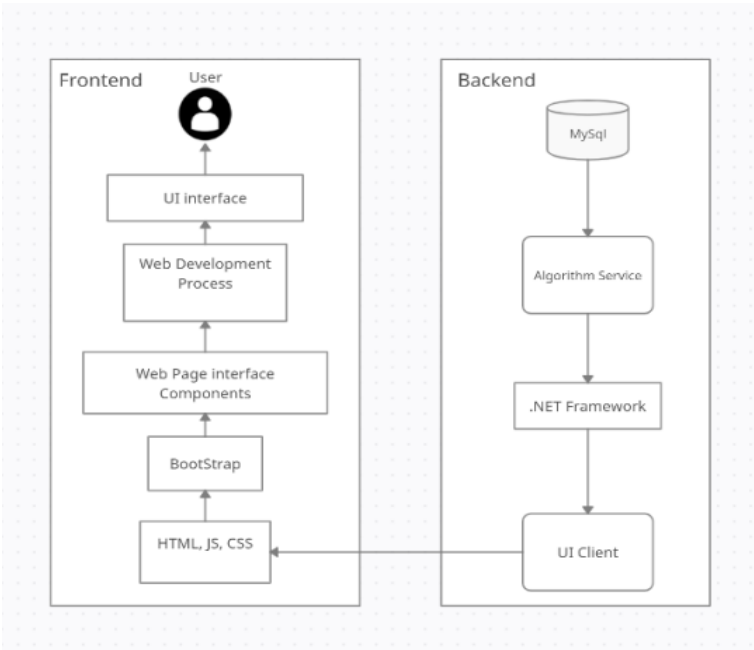 Frontend
User
UI interface
Web Development
Process
Web Page interface
Components
BootStrap
HTML, JS, CSS
Backend
MySql
Algorithm Service
.NET Framework
UI Client